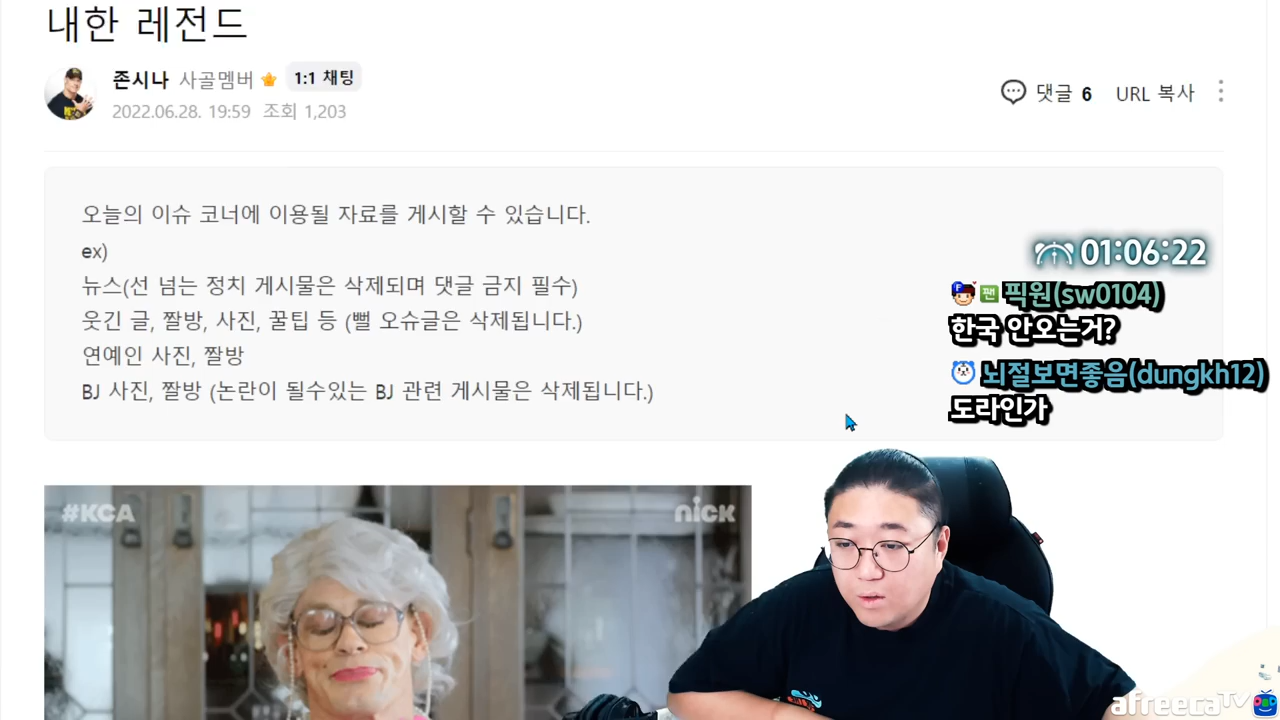 내한 레전드
존시나 사골멤버 1:1 채팅
2022.06.28. 19:59 조회 1,203
댓글 6 URL 복사
오늘의 이슈 코너에 이용될 자료를 게시할 수 있습니다.
ex)
뉴스(선 넘는 정치 게시물은 삭제되며 댓글 금지 필수)
웃긴 글, 짤방, 사진, 꿀팁 등 (뻘 오슈글은 삭제됩니다.)
연예인 사진, 짤방
BJ 사진, 짤방 (논란이 될수있는 BJ 관련 게시물은 삭제됩니다.)
01:06:22
F 팬 픽원(sw0104)
한국 안오는거?
뇌절보면좋음(dungkh12)
도라인가
#KCA
nick
afreecaTV